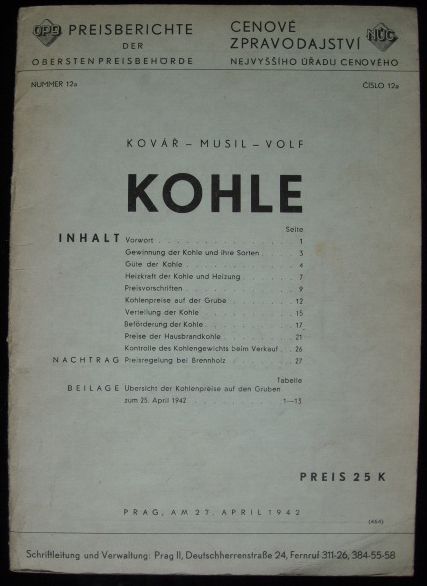 OPB PREISBERICHTE
DER
OBERSTEN PREISBEHÖRDE
CENOVÉ
ZPRAVODAJSTVÍ NÚC
NEJVYŠŠÍHO ÚŘADU CENOVÉHO
NUMMER 12a
ČÍSLO 12a
KOVÁŘ – MUSIL – VOLF
KOHLE
Seite
INHALT Vorwort . . . . . . . . . . . 1
Gewinnung der Kohle und ihre Sorten . . . 3
Güte der Kohle . . . . . . . . . . 4
Heizkraft der Kohle und Heizung . . . . . 7
Preisvorschriften . . . . . . . . . . 9
Kohlenpreise auf der Grube . . . . . . 12
Verteilung der Kohle . . . . . . . . 15
Beförderung der Kohle . . . . . . . . 17
Preise der Hausbrandkohle . . . . . . 21
Kontrolle des Kohlengewichts beim Verkauf . 26
NACHTRAG Preisregelung bei Brennholz . . . . . . 27
Tabelle
BEILAGE Übersicht der Kohlenpreise auf den Gruben
zum 25. April 1942 . . . . . . . 1—13
PREIS 25 K
PRAG, AM 27. APRIL 1942
(464)
Schriftleitung und Verwaltung: Prag II, Deutschherrenstraße 24, Fernruf 311-26, 384-55-58